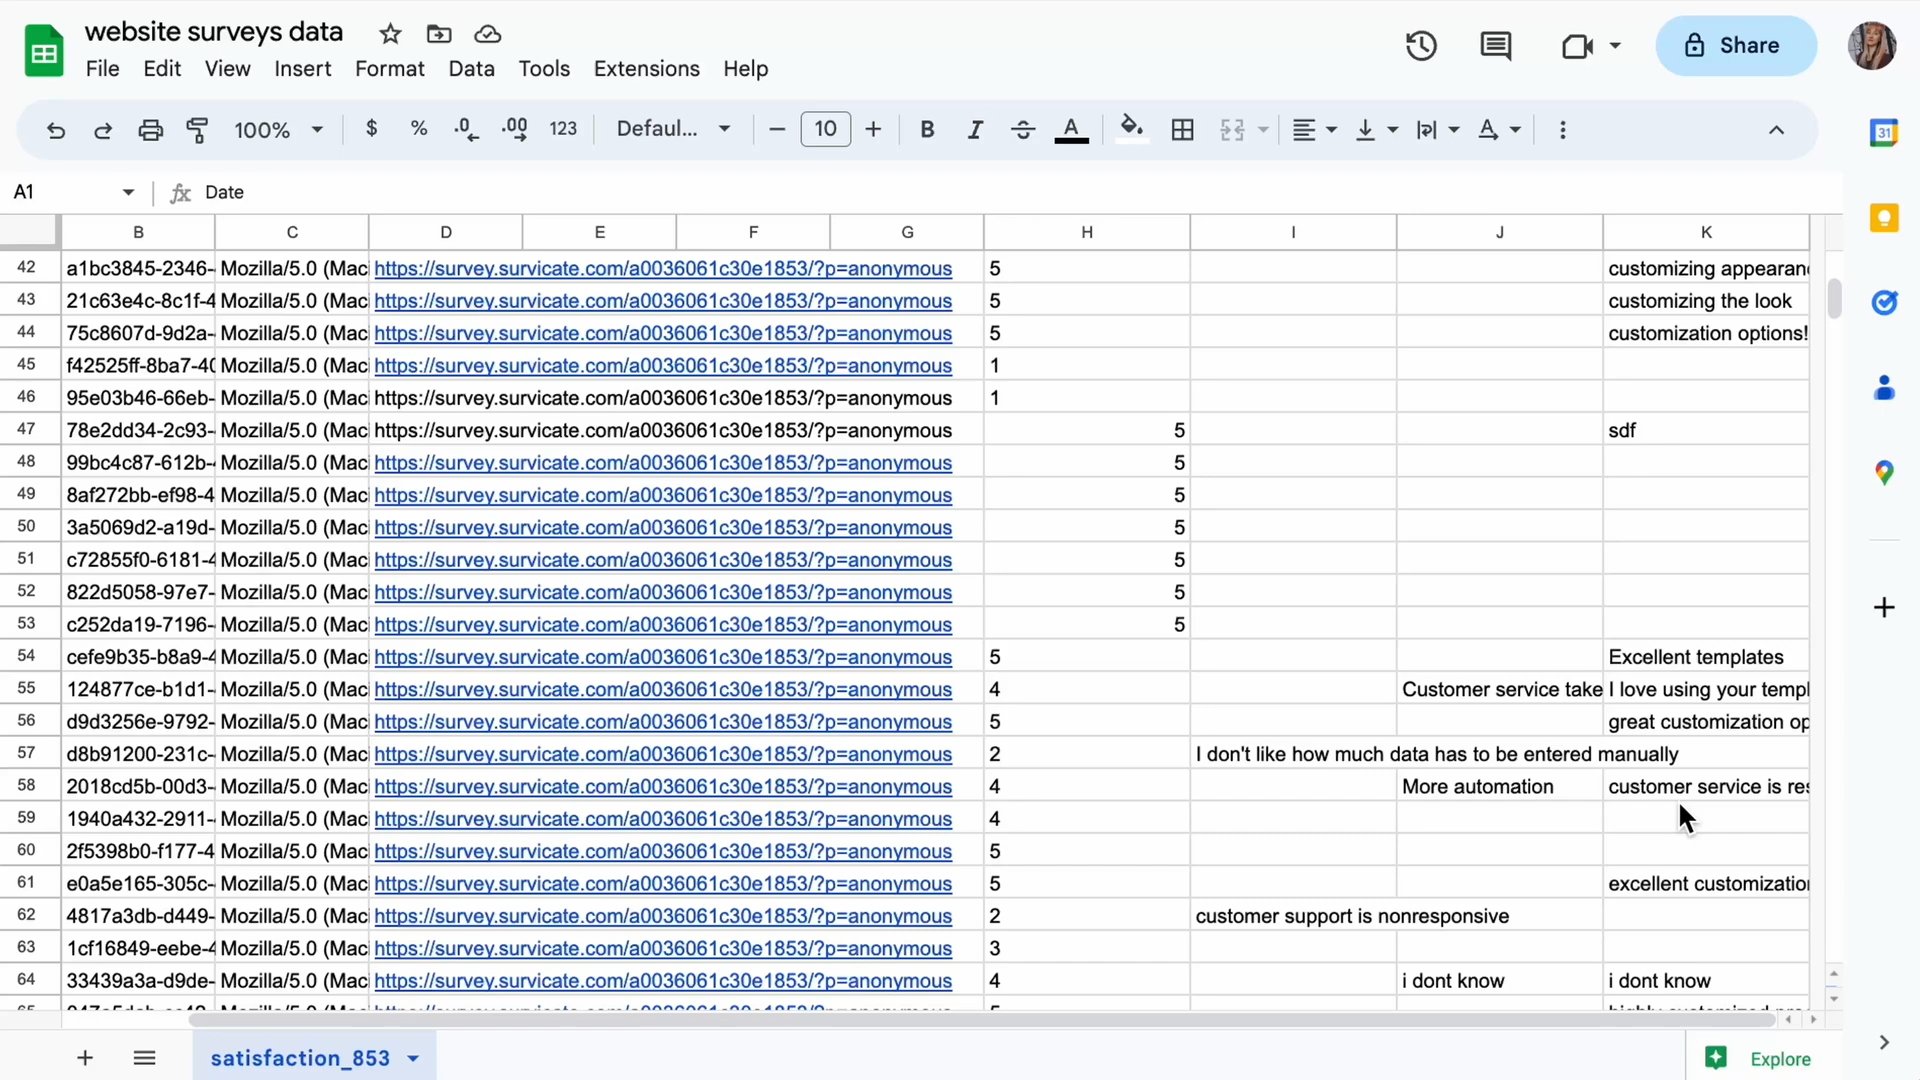 website surveys data
File Edit View Insert Format Data Tools Extensions Help
Share
100% $ % .0 .00 123 Defaul... 10 B I S A
31
A1 fx Date
B C D E F G H I J K
42 a1bc3845-2346- Mozilla/5.0 (Mac https://survey.survicate.com/a0036061c30e1853/?p=anonymous 5 customizing appearan
43 21c63e4c-8c1f-4 Mozilla/5.0 (Mac https://survey.survicate.com/a0036061c30e1853/?p=anonymous 5 customizing the look
44 75c8607d-9d2a- Mozilla/5.0 (Mac https://survey.survicate.com/a0036061c30e1853/?p=anonymous 5 customization options!
45 f42525ff-8ba7-40 Mozilla/5.0 (Mac https://survey.survicate.com/a0036061c30e1853/?p=anonymous 1
46 95e03b46-66eb- Mozilla/5.0 (Mac https://survey.survicate.com/a0036061c30e1853/?p=anonymous 1
47 78e2dd34-2c93- Mozilla/5.0 (Mac https://survey.survicate.com/a0036061c30e1853/?p=anonymous 5 sdf
48 99bc4c87-612b- Mozilla/5.0 (Mac https://survey.survicate.com/a0036061c30e1853/?p=anonymous 5
49 8af272bb-ef98-4 Mozilla/5.0 (Mac https://survey.survicate.com/a0036061c30e1853/?p=anonymous 5
50 3a5069d2-a19d- Mozilla/5.0 (Mac https://survey.survicate.com/a0036061c30e1853/?p=anonymous 5
51 c72855f0-6181-4 Mozilla/5.0 (Mac https://survey.survicate.com/a0036061c30e1853/?p=anonymous 5
52 822d5058-97e7- Mozilla/5.0 (Mac https://survey.survicate.com/a0036061c30e1853/?p=anonymous 5
53 c252da19-7196- Mozilla/5.0 (Mac https://survey.survicate.com/a0036061c30e1853/?p=anonymous 5
54 cefe9b35-b8a9-4 Mozilla/5.0 (Mac https://survey.survicate.com/a0036061c30e1853/?p=anonymous 5 Excellent templates
55 124877ce-b1d1- Mozilla/5.0 (Mac https://survey.survicate.com/a0036061c30e1853/?p=anonymous 4 Customer service take I love using your templ
56 d9d3256e-9792- Mozilla/5.0 (Mac https://survey.survicate.com/a0036061c30e1853/?p=anonymous 5 great customization op
57 d8b91200-231c- Mozilla/5.0 (Mac https://survey.survicate.com/a0036061c30e1853/?p=anonymous 2 I don't like how much data has to be entered manually
58 2018cd5b-00d3- Mozilla/5.0 (Mac https://survey.survicate.com/a0036061c30e1853/?p=anonymous 4 More automation customer service is res
59 1940a432-2911- Mozilla/5.0 (Mac https://survey.survicate.com/a0036061c30e1853/?p=anonymous 4
60 2f5398b0-f177-4 Mozilla/5.0 (Mac https://survey.survicate.com/a0036061c30e1853/?p=anonymous 5
61 e0a5e165-305c- Mozilla/5.0 (Mac https://survey.survicate.com/a0036061c30e1853/?p=anonymous 5 excellent customization
62 4817a3db-d449- Mozilla/5.0 (Mac https://survey.survicate.com/a0036061c30e1853/?p=anonymous 2 customer support is nonresponsive
63 1cf16849-eebe-4 Mozilla/5.0 (Mac https://survey.survicate.com/a0036061c30e1853/?p=anonymous 3
64 33439a3a-d9de- Mozilla/5.0 (Mac https://survey.survicate.com/a0036061c30e1853/?p=anonymous 4 i dont know i dont know
satisfaction_853
Explore